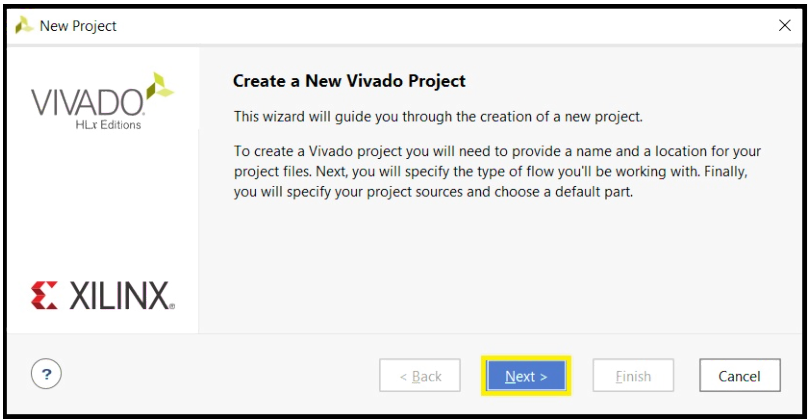 New Project
VIVADO.
HLx Editions
Create a New Vivado Project
This wizard will guide you through the creation of a new project.
To create a Vivado project you will need to provide a name and a location for your
project files. Next, you will specify the type of flow you'll be working with. Finally,
you will specify your project sources and choose a default part.
XILINX.
?
< Back
Next >
Finish
Cancel